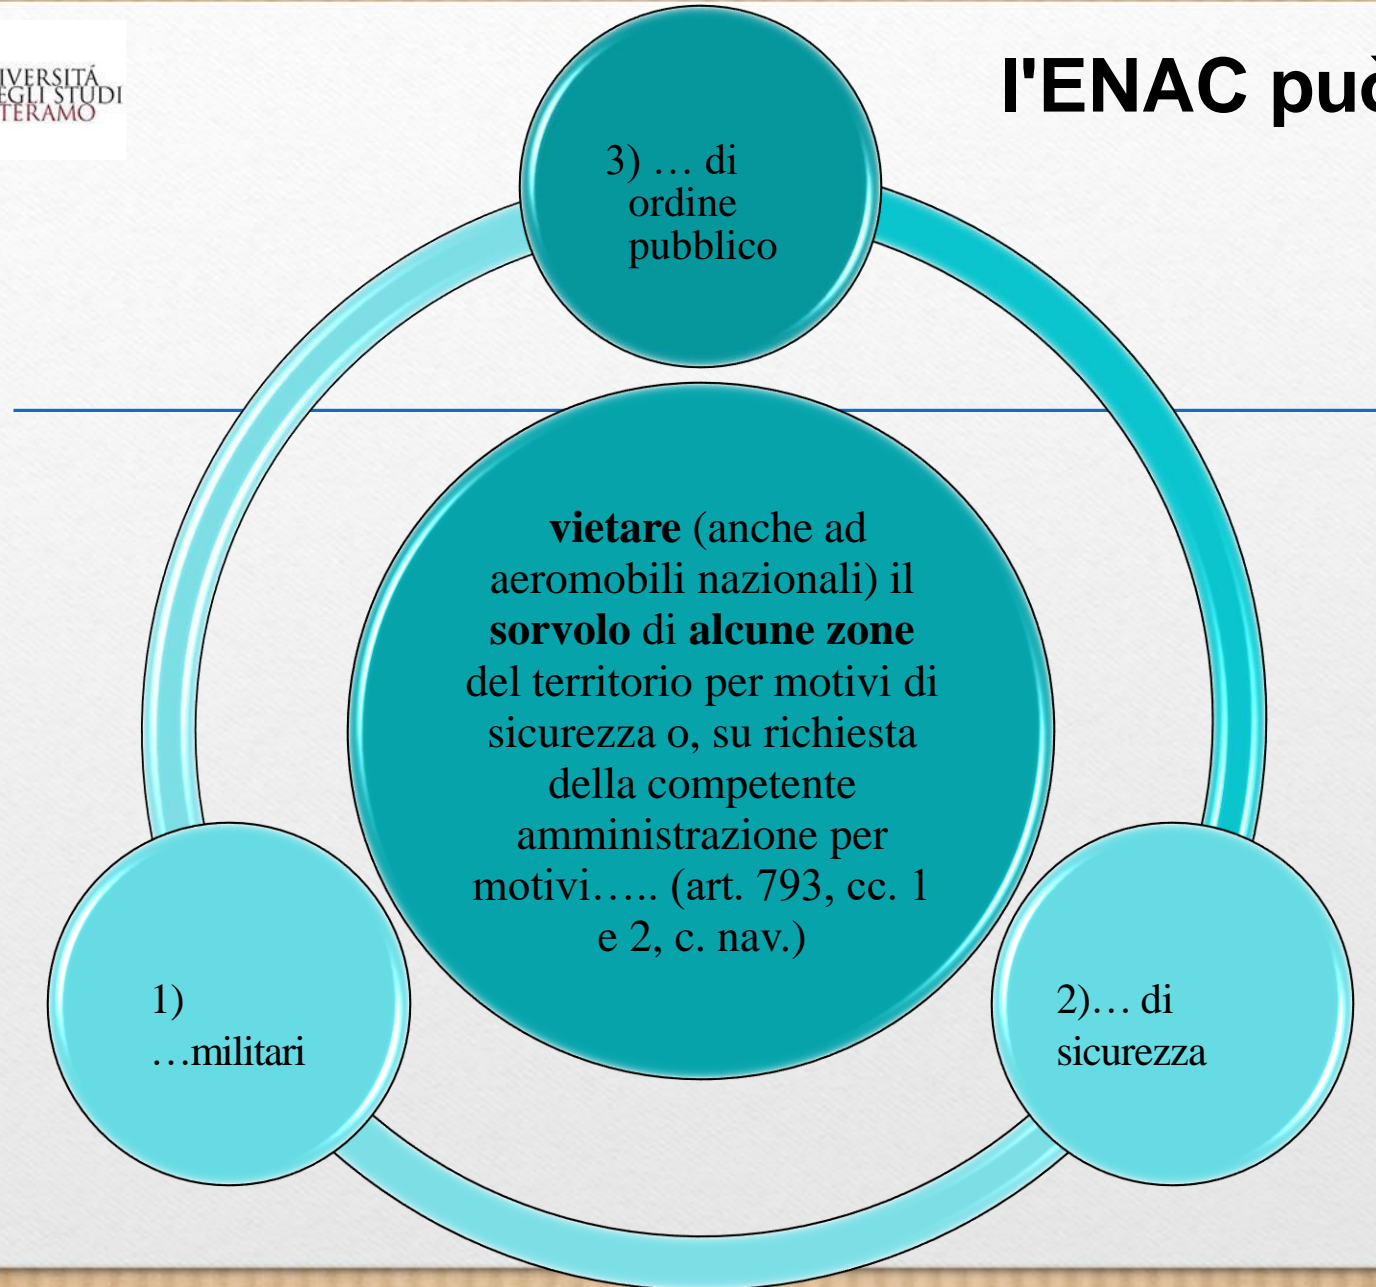 IVERSITÁ
EGLI STUDI
TERAMO
l'ENAC può
3) … di
ordine
pubblico
vietare (anche ad
aeromobili nazionali) il
sorvolo di alcune zone
del territorio per motivi di
sicurezza o, su richiesta
della competente
amministrazione per
motivi….. (art. 793, cc. 1
e 2, c. nav.)
1)
…militari
2)… di
sicurezza